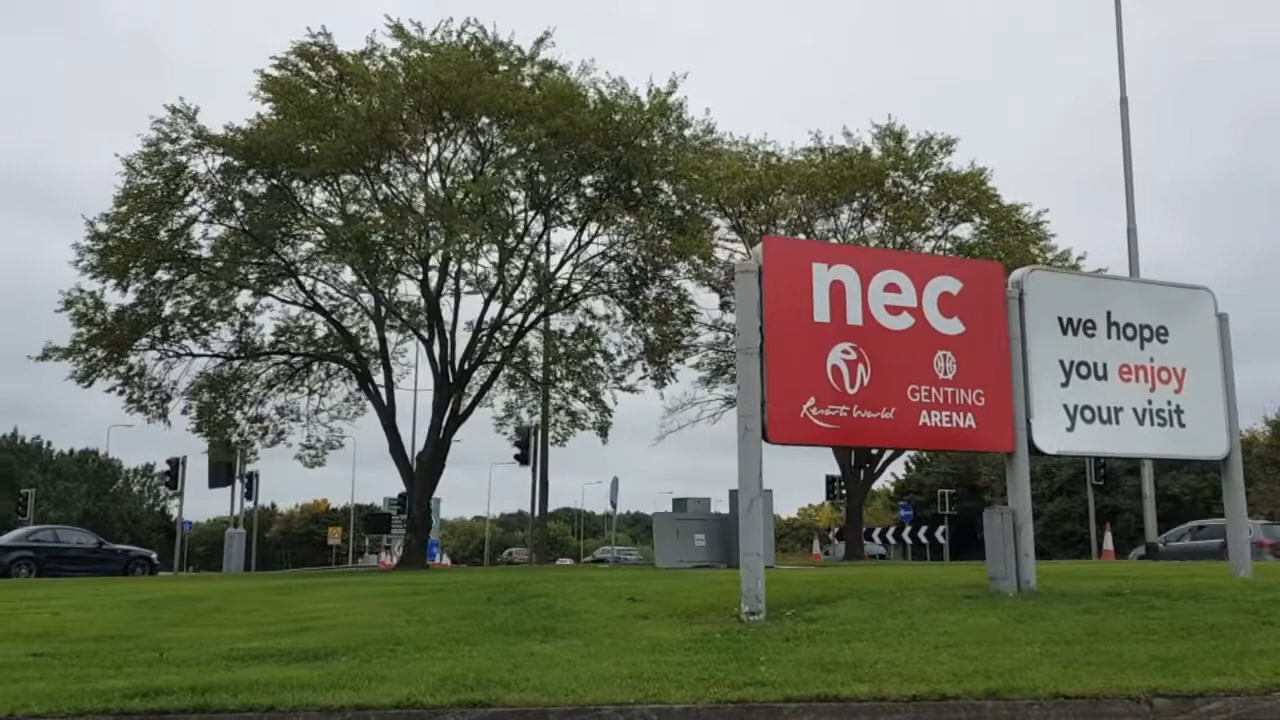 nec
Resorts World
GENTING
ARENA
we hope
you enjoy
your visit